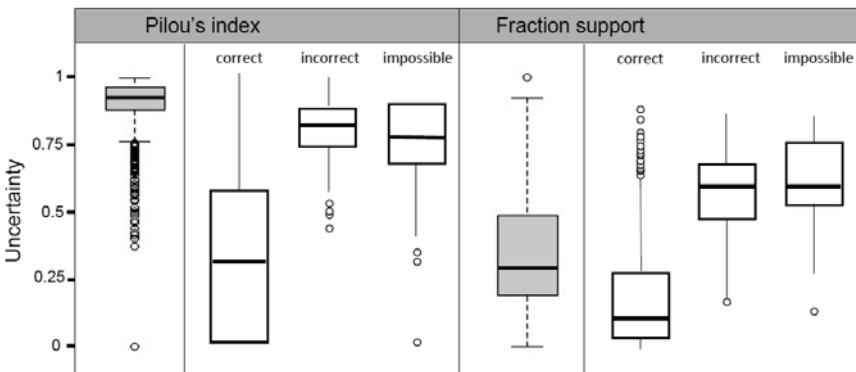 Pilou's index Fraction support
correct incorrect impossible correct incorrect impossible
1
0.75
0.5
0.25
0
Uncertainty